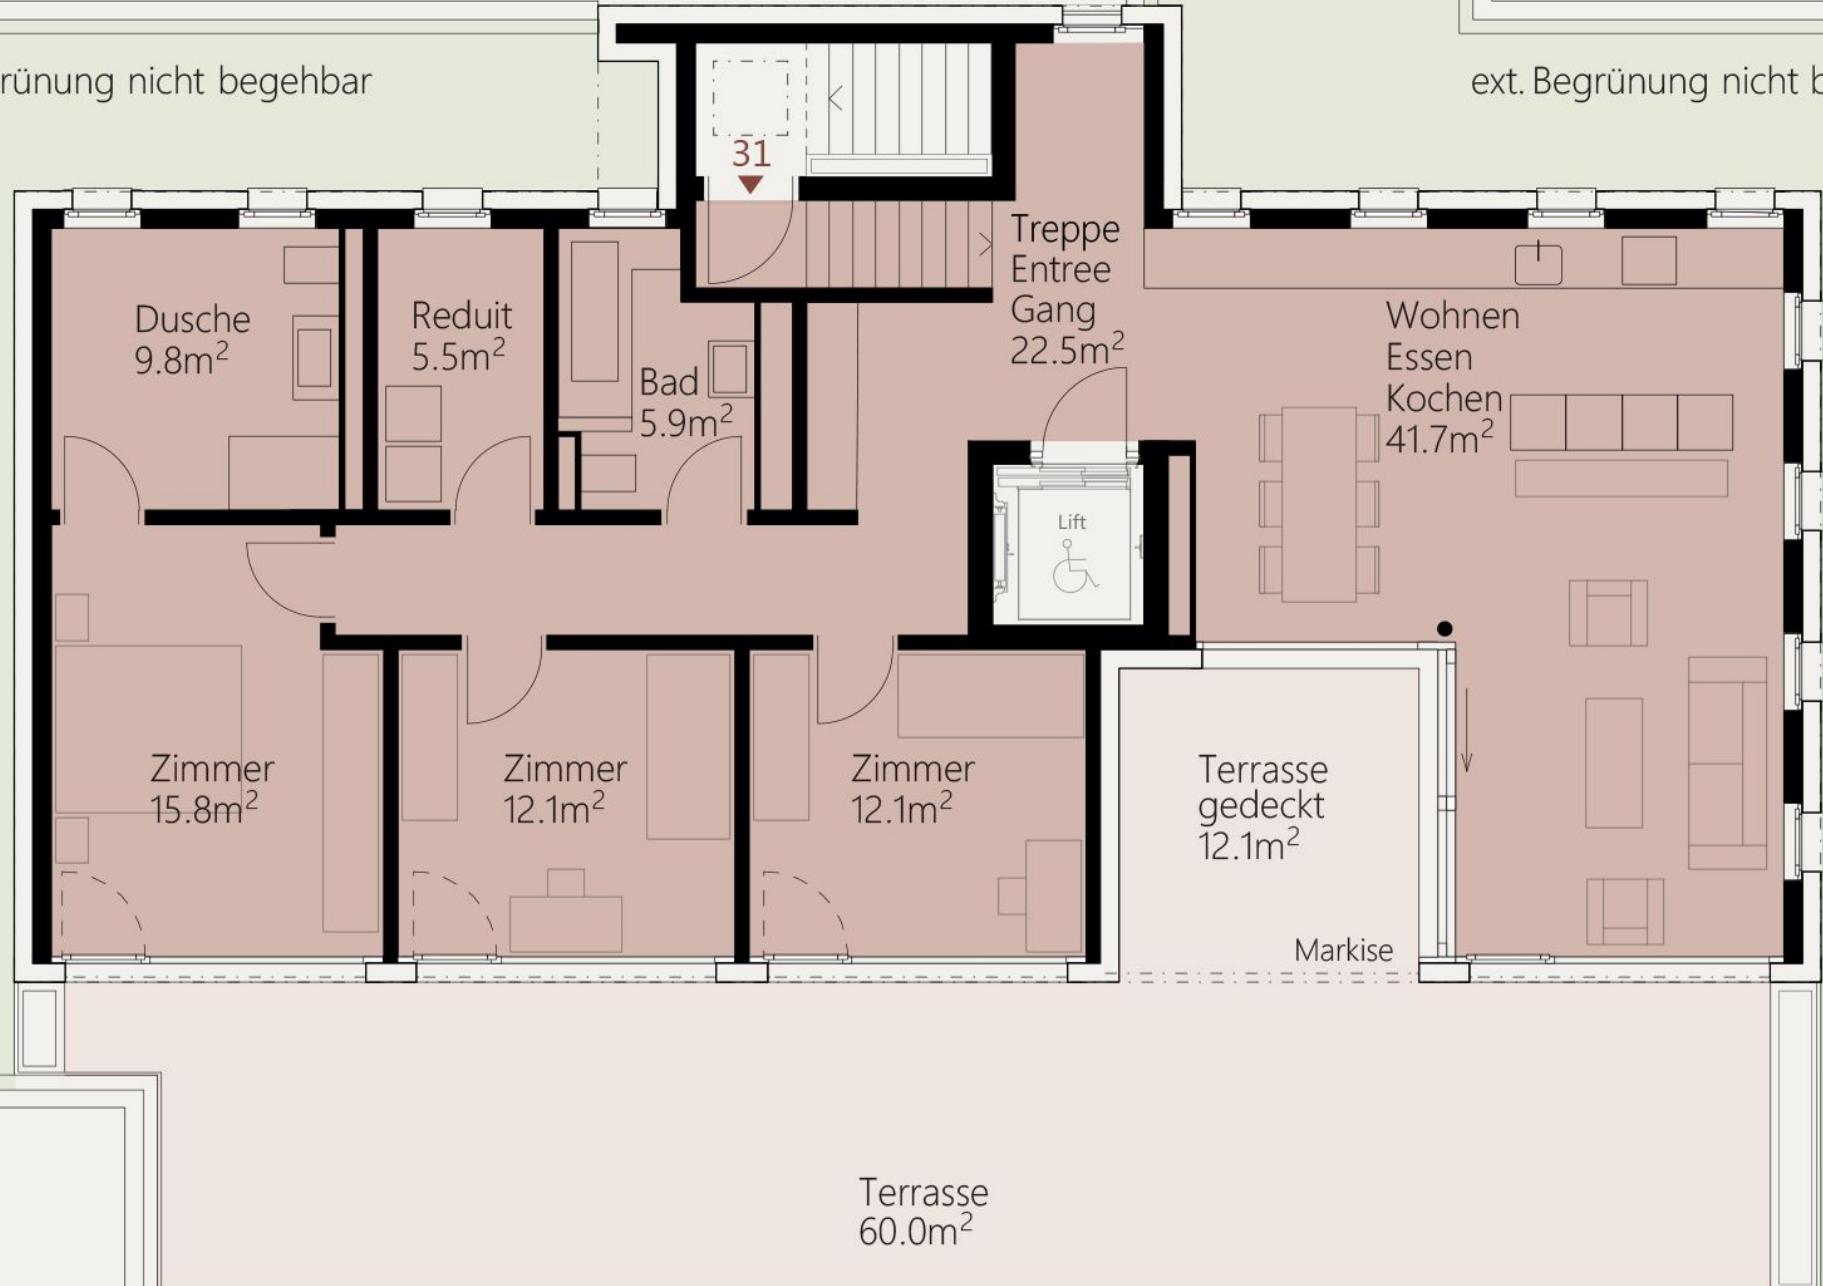 rünung nicht begehbar
ext. Begrünung nicht b
31
Treppe
Entree
Gang
22.5m²
Dusche
9.8m²
Reduit
5.5m²
Bad
5.9m²
Wohnen
Essen
Kochen
41.7m²
Lift
Zimmer
15.8m²
Zimmer
12.1m²
Zimmer
12.1m²
Terrasse
gedeckt
12.1m²
Markise
Terrasse
60.0m²